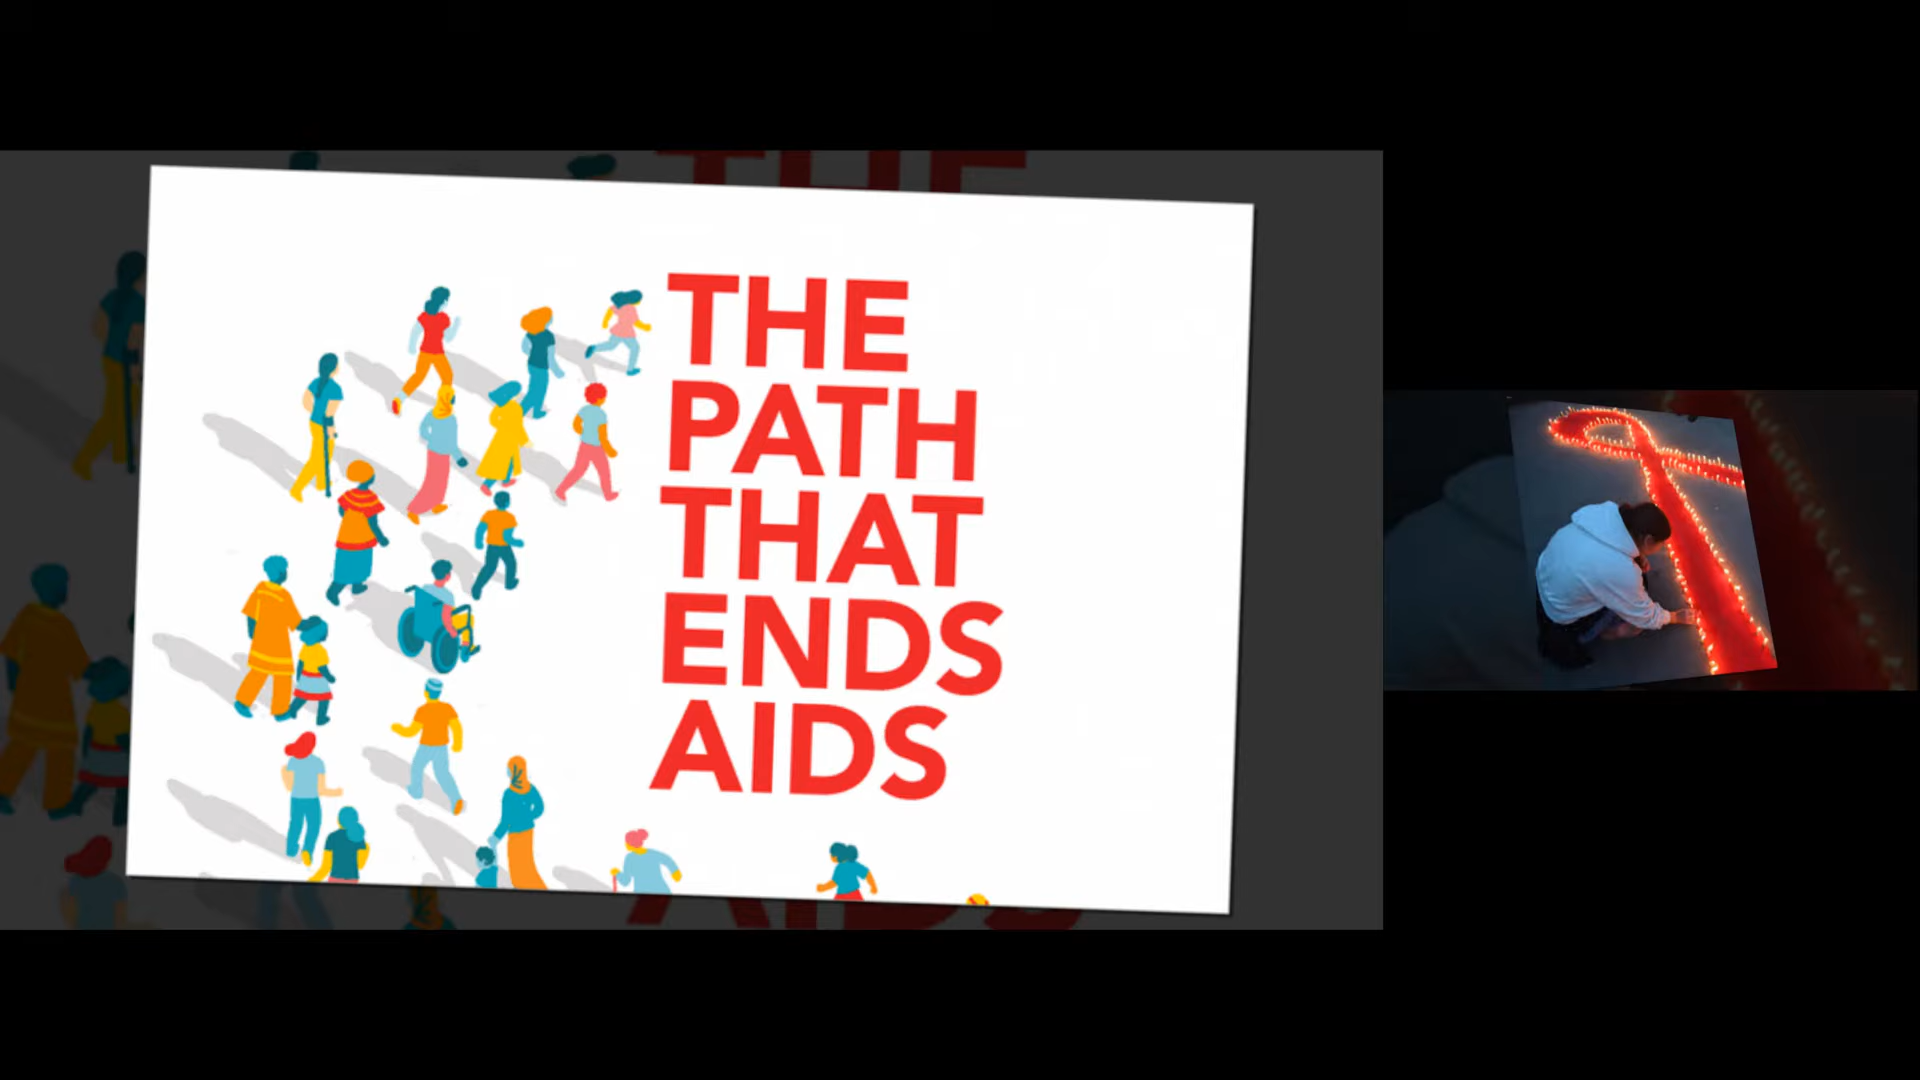 THE
PATH
THAT
ENDS
AIDS